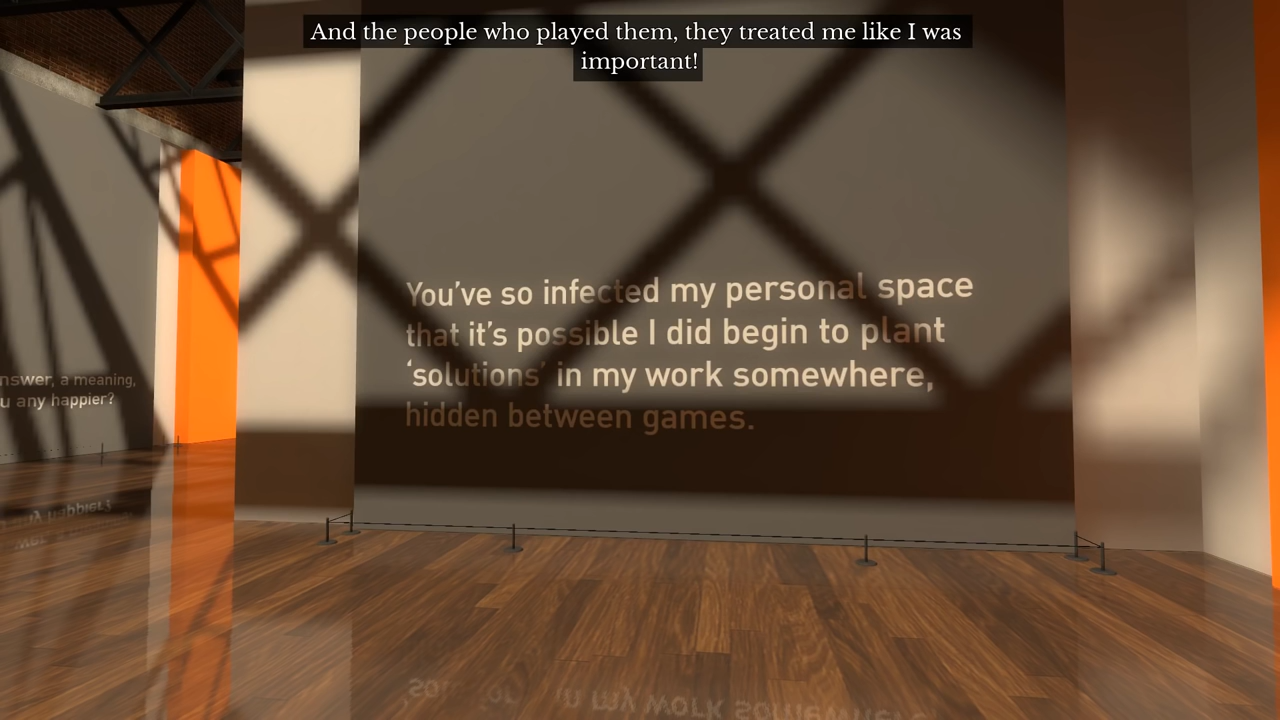 And the people who played them, they treated me like I was
important!
You've so infected my personal space
that it's possible I did begin to plant
'solutions' in my work somewhere,
hidden between games.
nswer, a meaning,
u any happier?